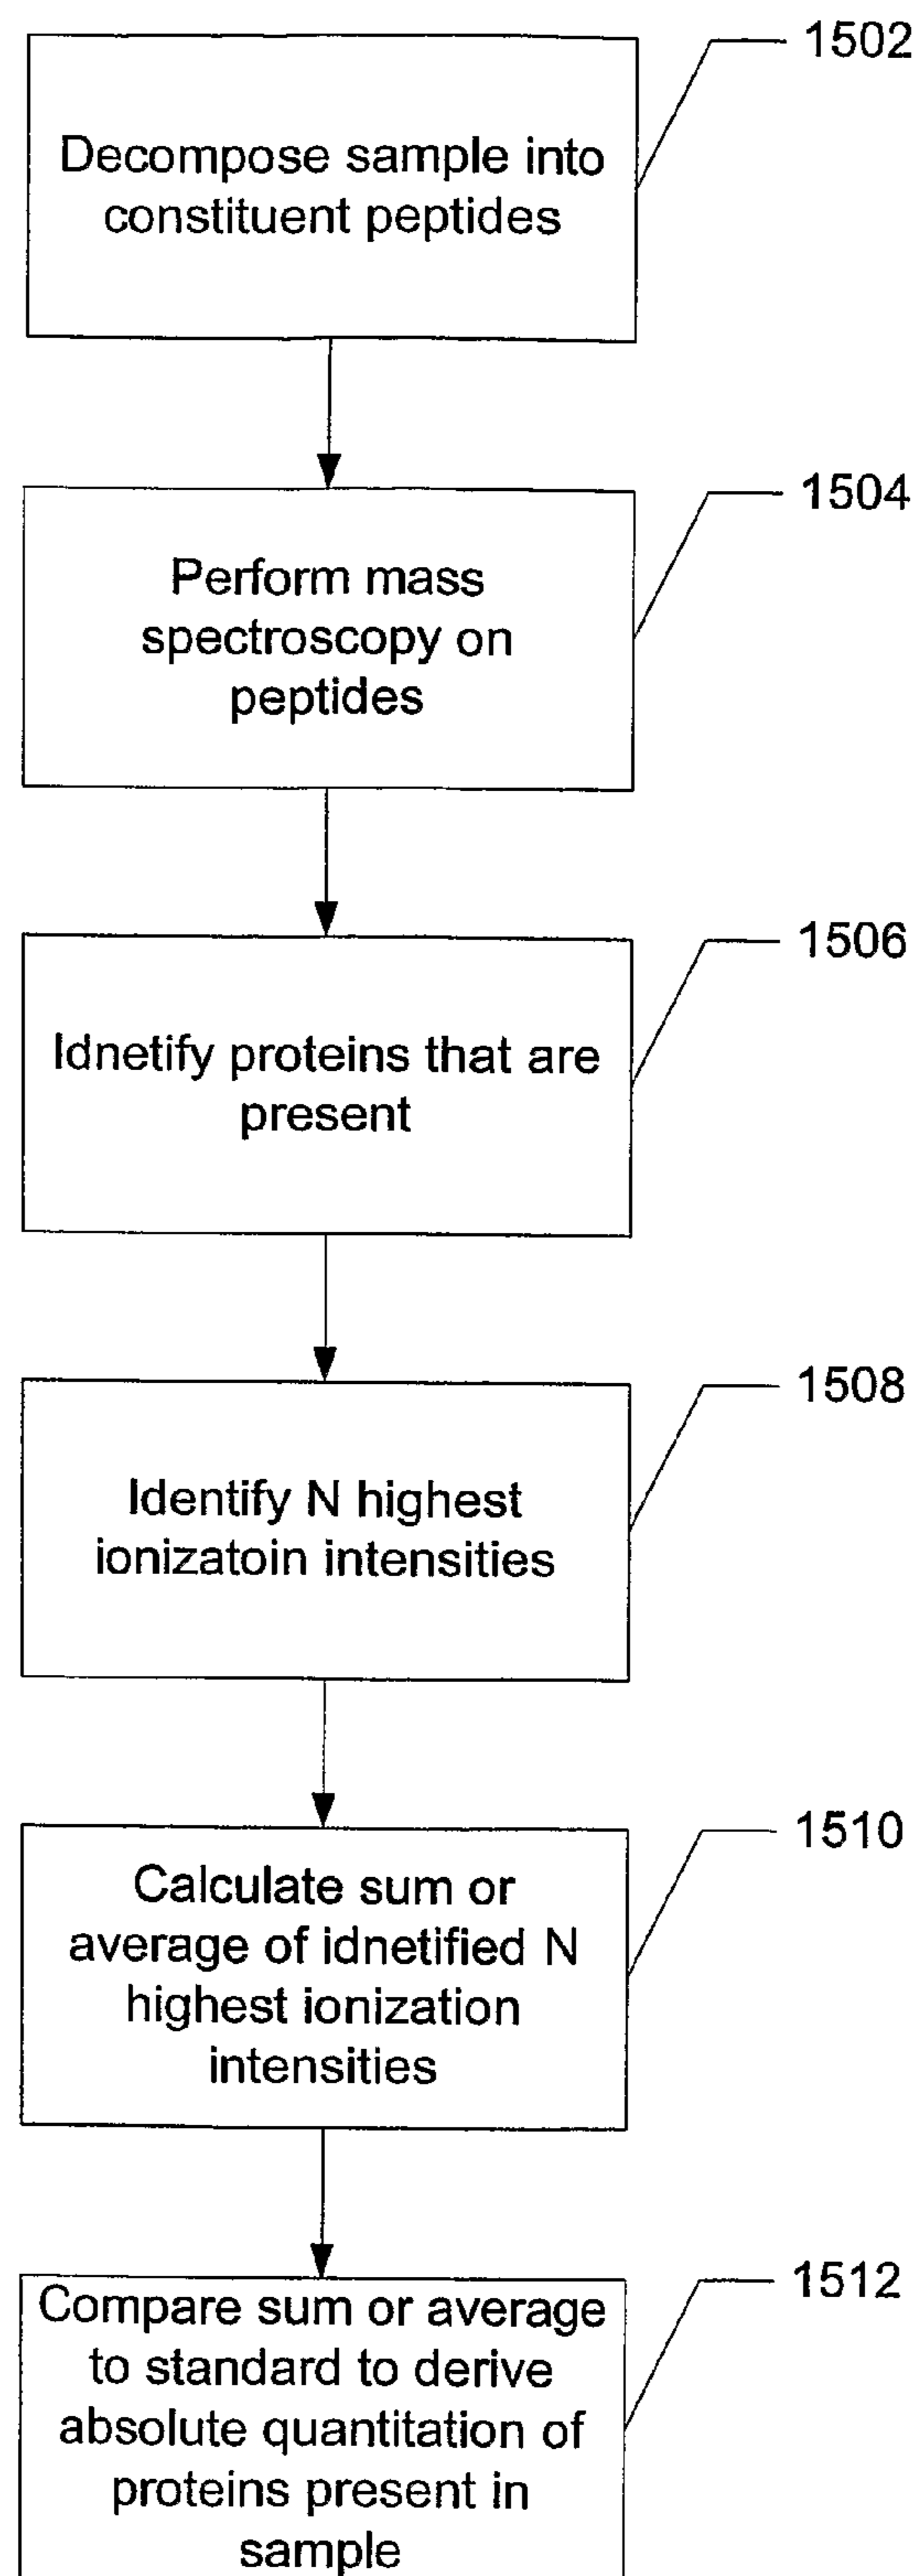 1502
Decompose sample into
constituent peptides
1504
Perform mass
spectroscopy on
peptides
1506
Idnetify proteins that are
present
1508
Identify N highest
ionizatoin intensities
1510
Calculate sum or
average of idnetified N
highest ionization
intensities
1512
Compare sum or average
to standard to derive
absolute quantitation of
proteins present in
sample